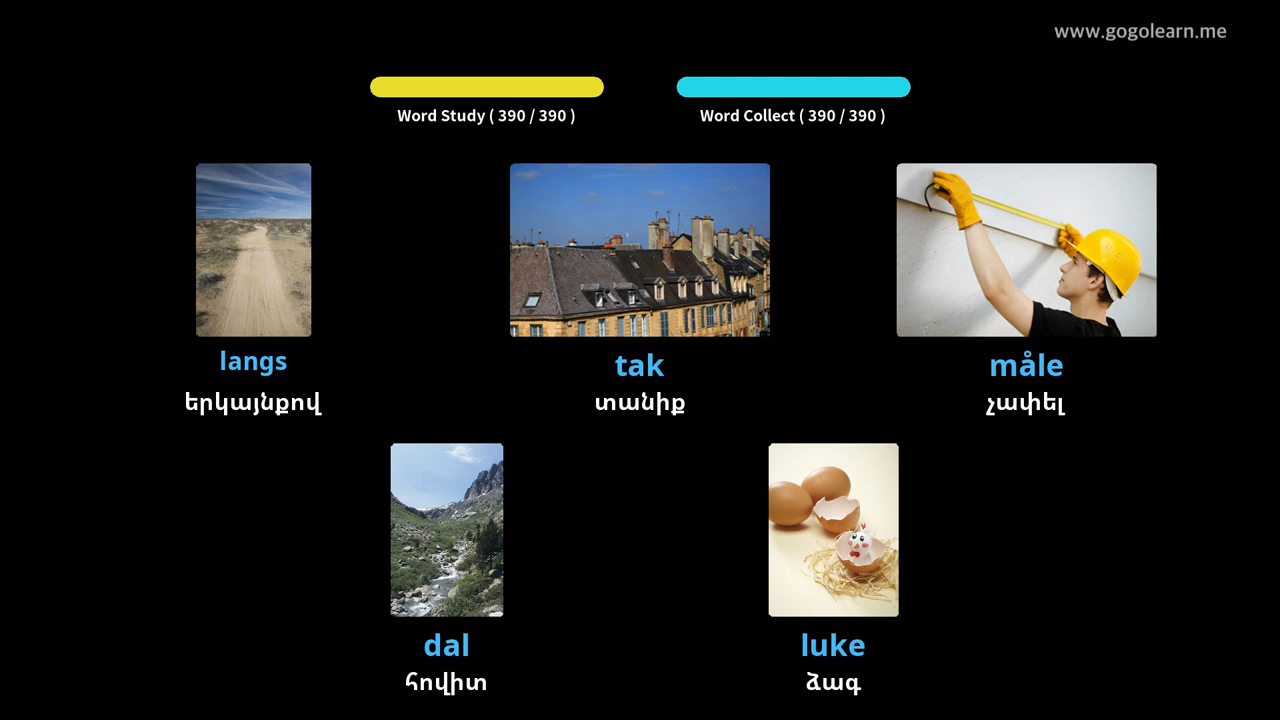 www.gogolearn.me
Word Study ( 390 / 390 )
Word Collect ( 390 / 390 )
langs
երկայնքով
tak
տանիք
måle
չափել
dal
հովիտ
luke
ձագ